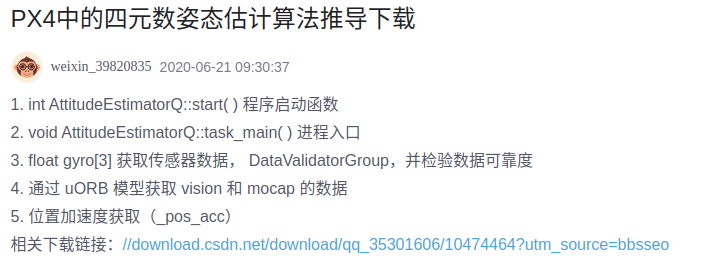 PX4中的四元数姿态估计算法推导下载
weixin_39820835 2020-06-21 09:30:37
1. int AttitudeEstimatorQ::start( ) 程序启动函数
2. void AttitudeEstimatorQ::task_main( ) 进程入口
3. float gyro[3] 获取传感器数据， DataValidatorGroup，并检验数据可靠度
4. 通过 uORB 模型获取 vision 和 mocap 的数据
5. 位置加速度获取（_pos_acc）
相关下载链接：//download.csdn.net/download/qq_35301606/10474464?utm_source=bbsseo